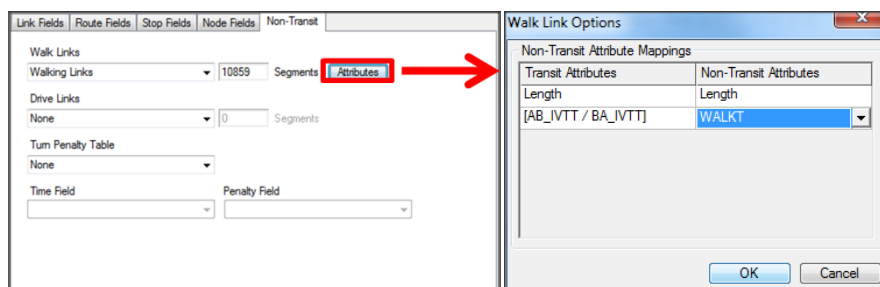 Link Fields Route Fields Stop Fields Node Fields Non-Transit
Walk Links
Walking Links 10859 Segments Attributes
Drive Links
None 0 Segments
Turn Penalty Table
None
Time Field Penalty Field
Walk Link Options
x
Non-Transit Attribute Mappings
Transit Attributes Non-Transit Attributes
Length Length
[AB_IVTT / BA_IVTT] WALKT
OK Cancel